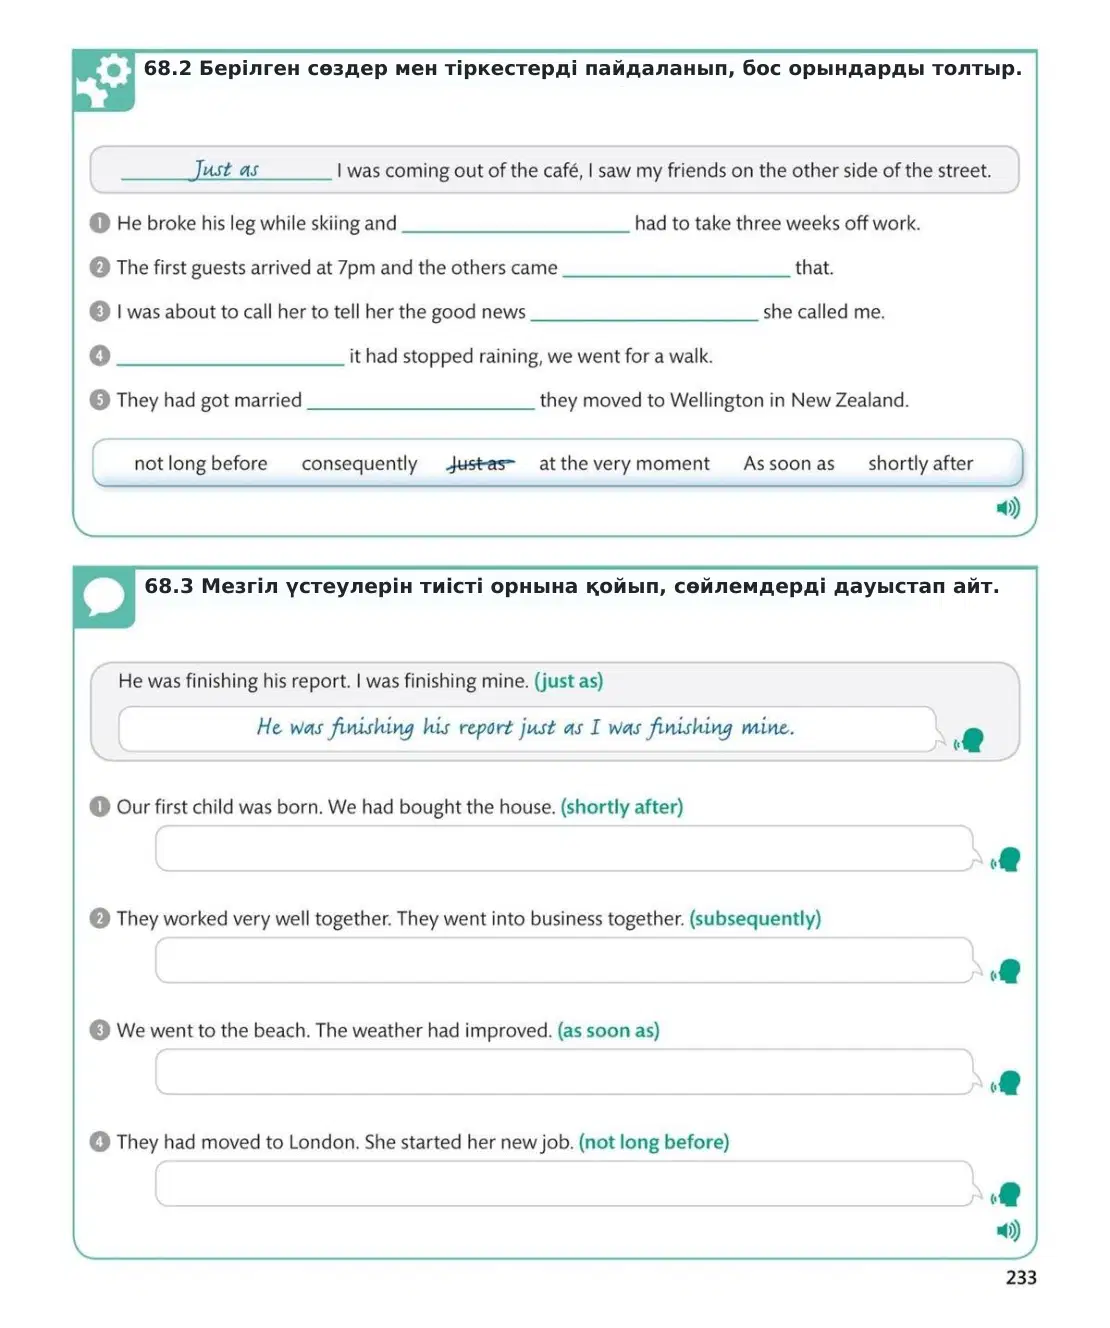 68.2 Берілген сөздер мен тіркестерді пайдаланып, бос орындарды толтыр.
Just as I was coming out of the café, I saw my friends on the other side of the street.
1 He broke his leg while skiing and ____ had to take three weeks off work.
2 The first guests arrived at 7pm and the others came ____ that.
3 I was about to call her to tell her the good news ____ she called me.
4 ____ it had stopped raining, we went for a walk.
5 They had got married ____ they moved to Wellington in New Zealand.
not long before consequently Just as at the very moment As soon as shortly after
68.3 Мезгіл үстеулерін тиісті орнына қойып, сөйлемдерді дауыстап айт.
He was finishing his report. I was finishing mine. (just as)
He was finishing his report just as I was finishing mine.
1 Our first child was born. We had bought the house. (shortly after)
2 They worked very well together. They went into business together. (subsequently)
3 We went to the beach. The weather had improved. (as soon as)
4 They had moved to London. She started her new job. (not long before)
233